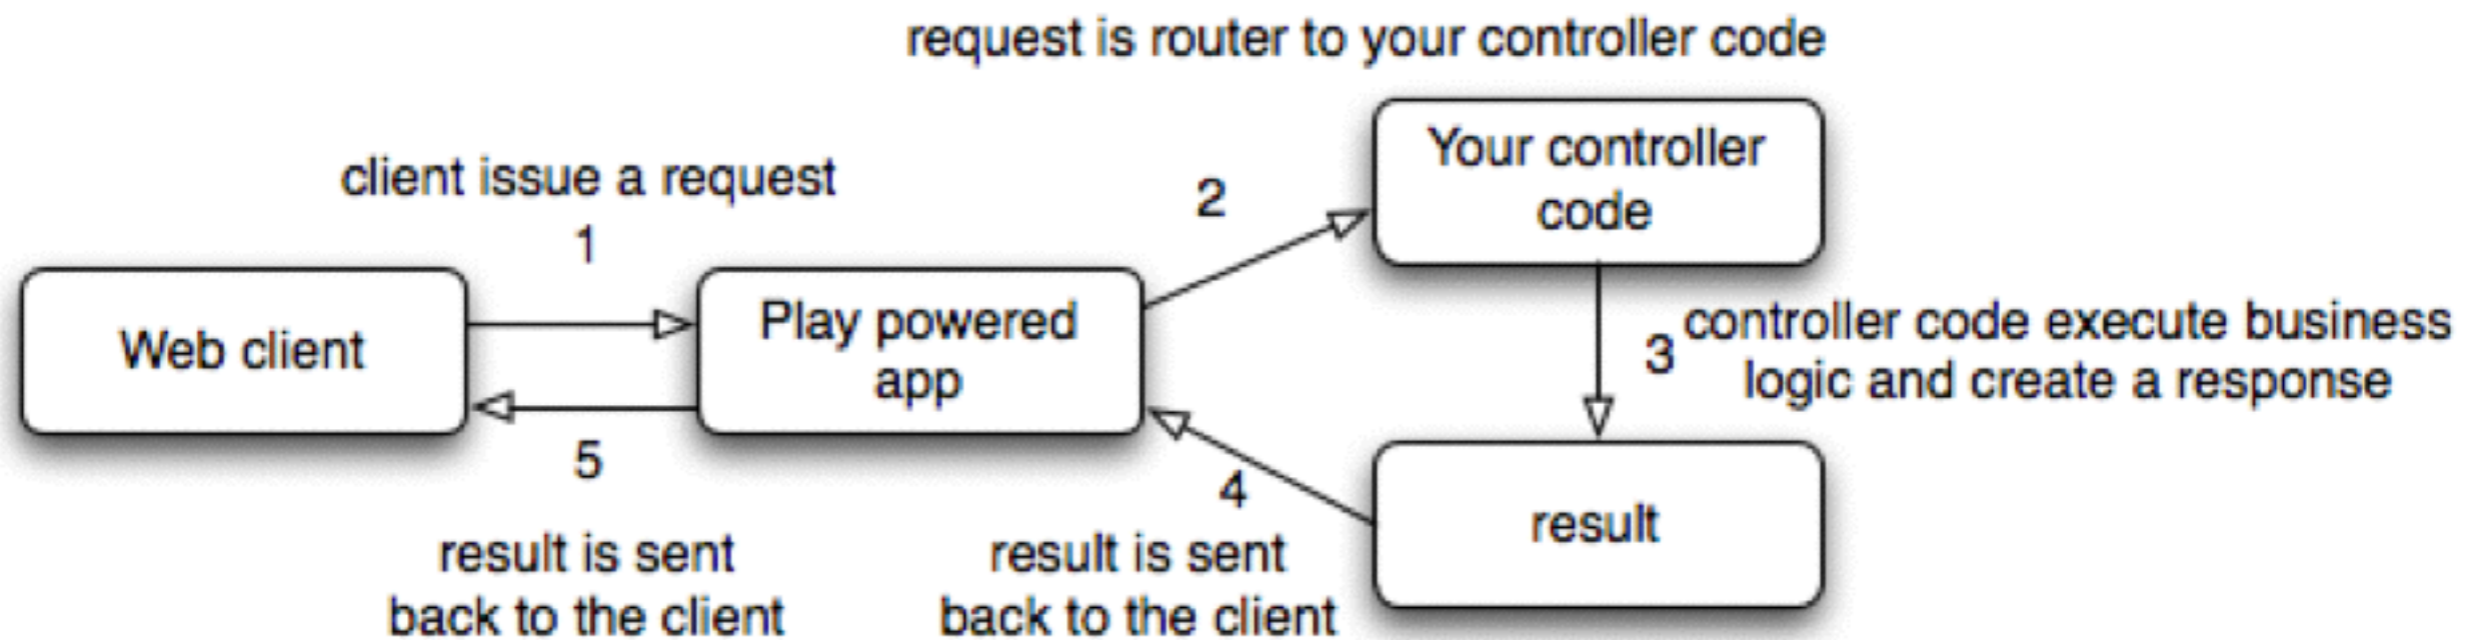 request is router to your controller code
Your controller
code
client issue a request
1
2
Web client
Play powered
app
3
controller code execute business
logic and create a response
5
4
result
result is sent
back to the client
result is sent
back to the client